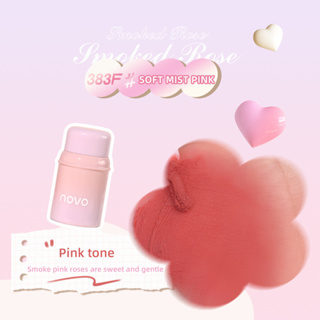 Smoked Rose
Smoked Rose
383F# SOFT MIST PINK
novo
Pink tone
Smoke pink roses are sweet and gentle